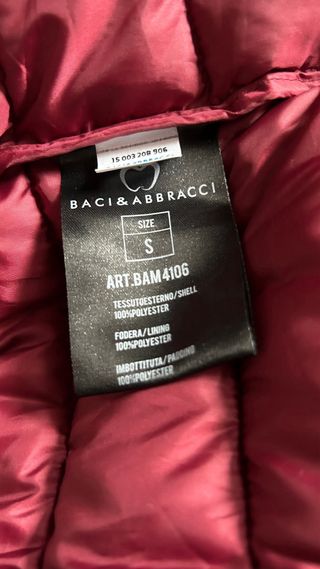 15 003 208 906
BACI&ABBRACCI
SIZE
S
ART.BAM4106
TESSUTOESTERNO/SHELL
100%POLYESTER
FODERA/LINING
100%POLYESTER
IMBOTTITUTA/PADDING
100%POLYESTER